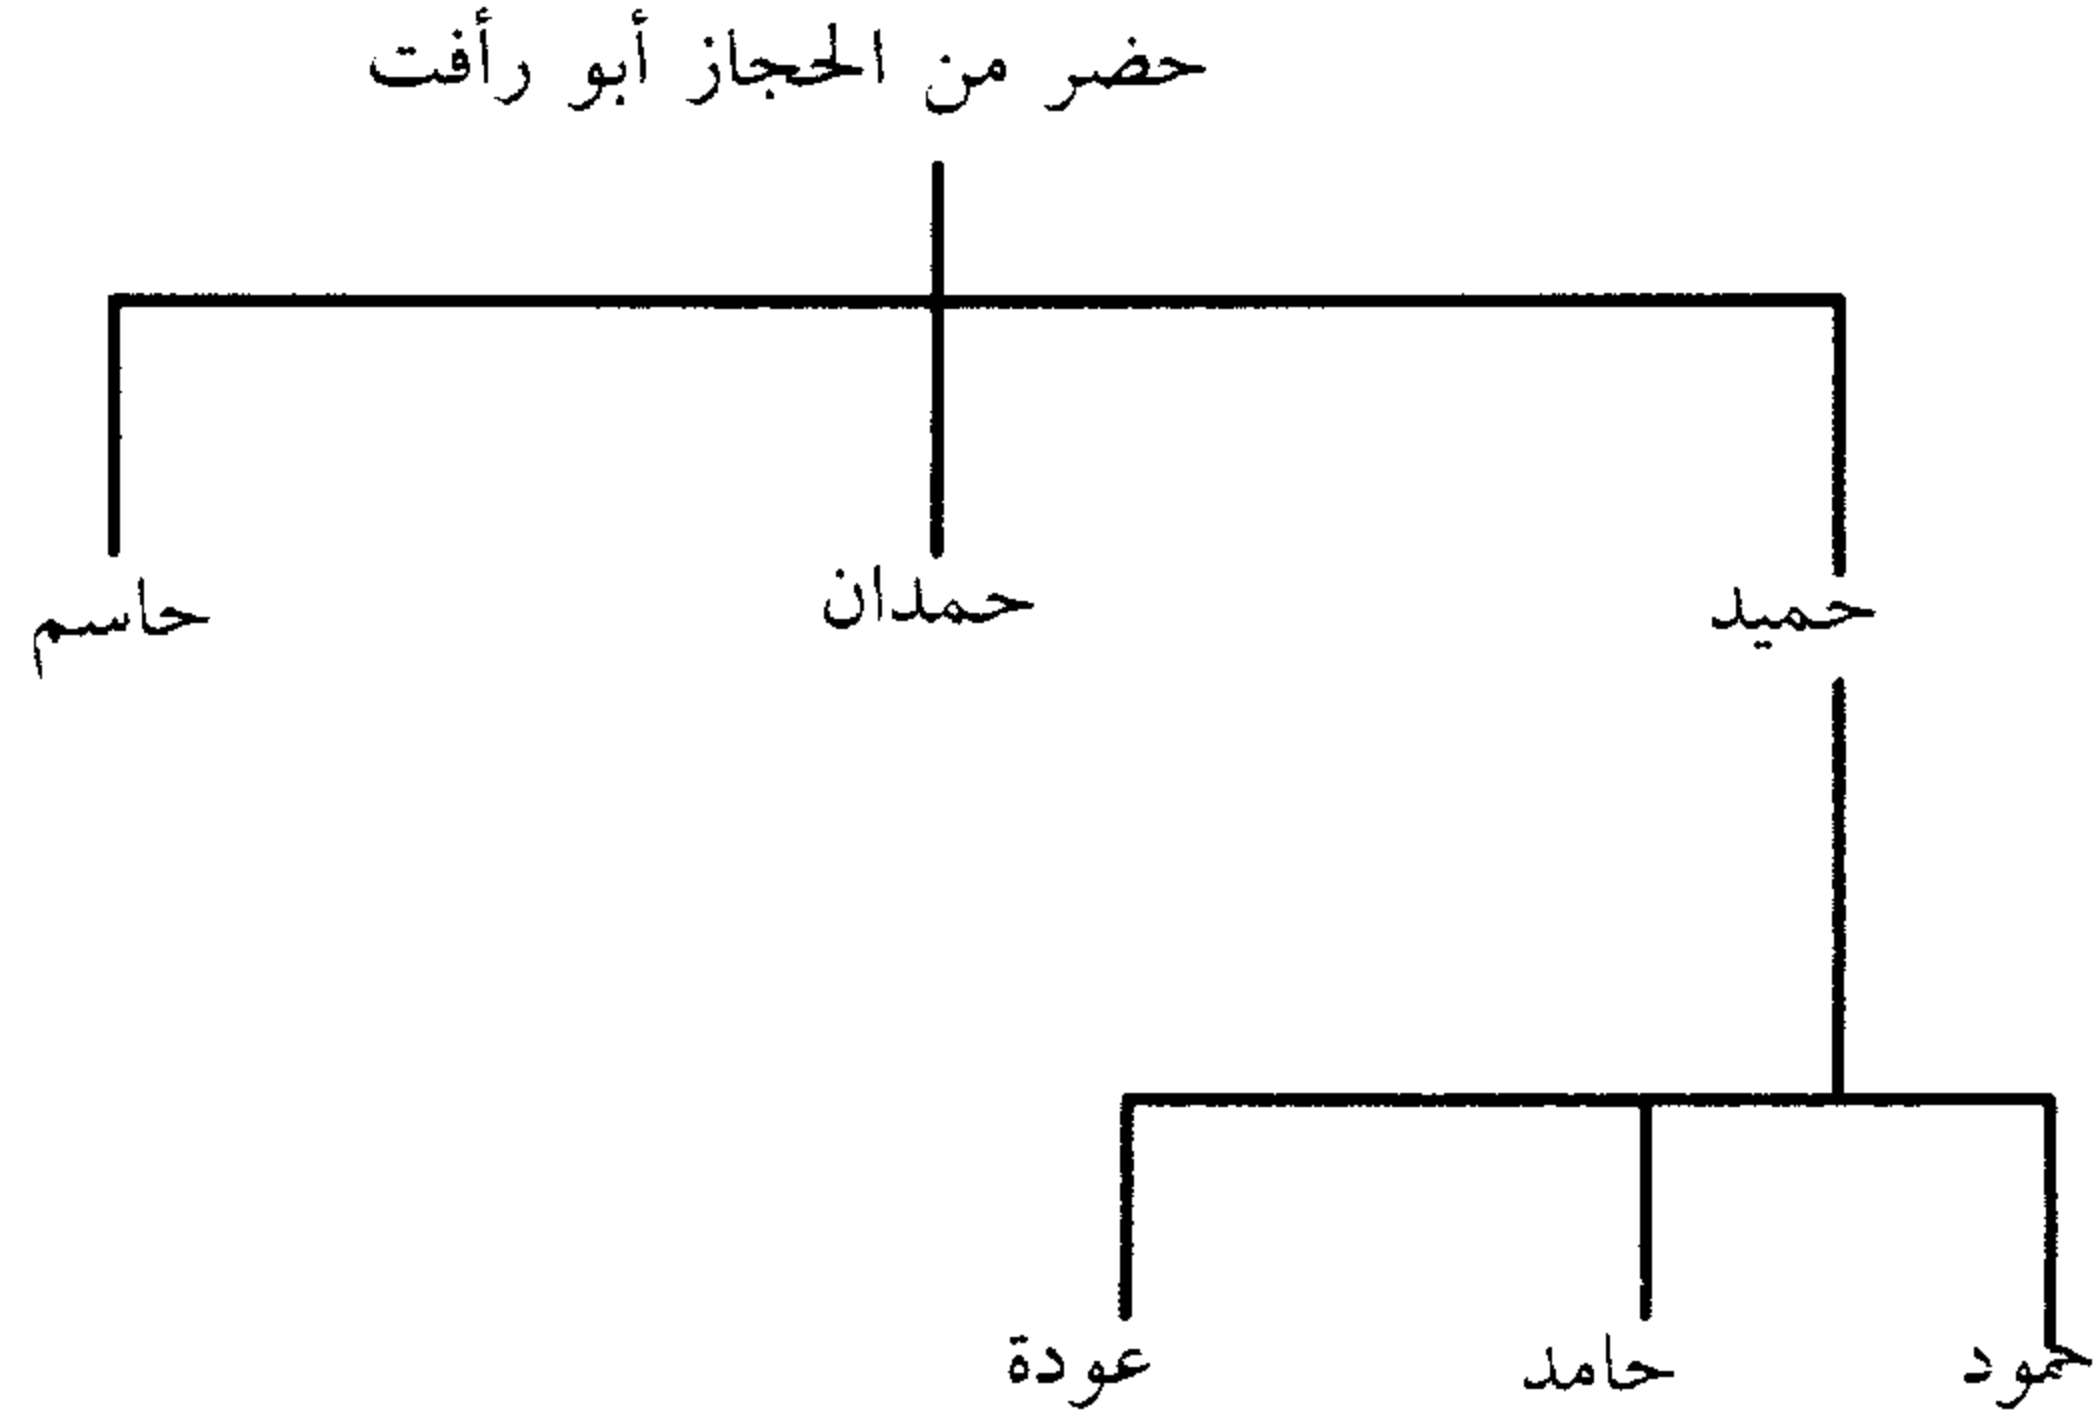 حضر من الحجاز أبو رأفت
حميد حمدان حاسم
حمود حامد عودة